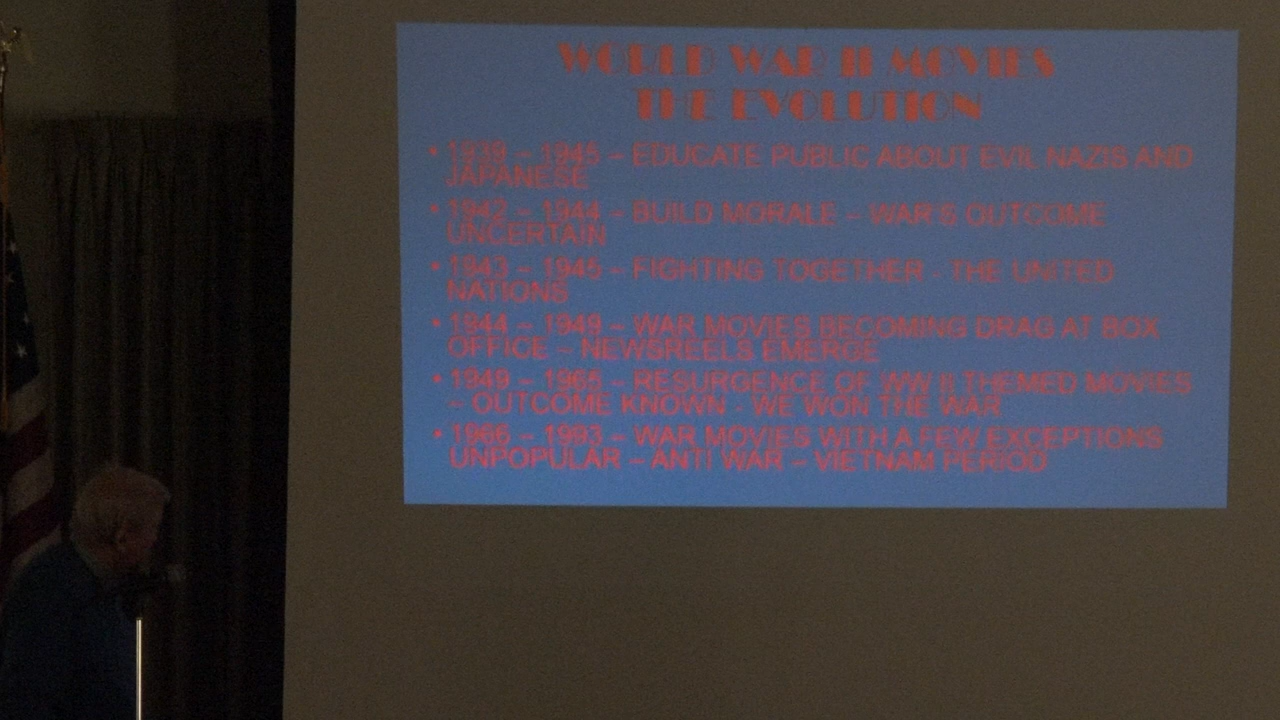 WORLD WAR II MOVIES
THE EVOLUTION
• 1939 – 1945 – EDUCATE PUBLIC ABOUT EVIL NAZIS AND
JAPANESE
• 1942 – 1944 – BUILD MORALE – WAR'S OUTCOME
UNCERTAIN
• 1943 – 1945 – FIGHTING TOGETHER - THE UNITED
NATIONS
• 1944 – 1949 – WAR MOVIES BECOMING DRAG AT BOX
OFFICE – NEWSREELS EMERGE
• 1949 – 1965 – RESURGENCE OF WW II THEMED MOVIES
– OUTCOME KNOWN - WE WON THE WAR
• 1966 – 1993 – WAR MOVIES WITH A FEW EXCEPTIONS
UNPOPULAR – ANTI WAR – VIETNAM PERIOD